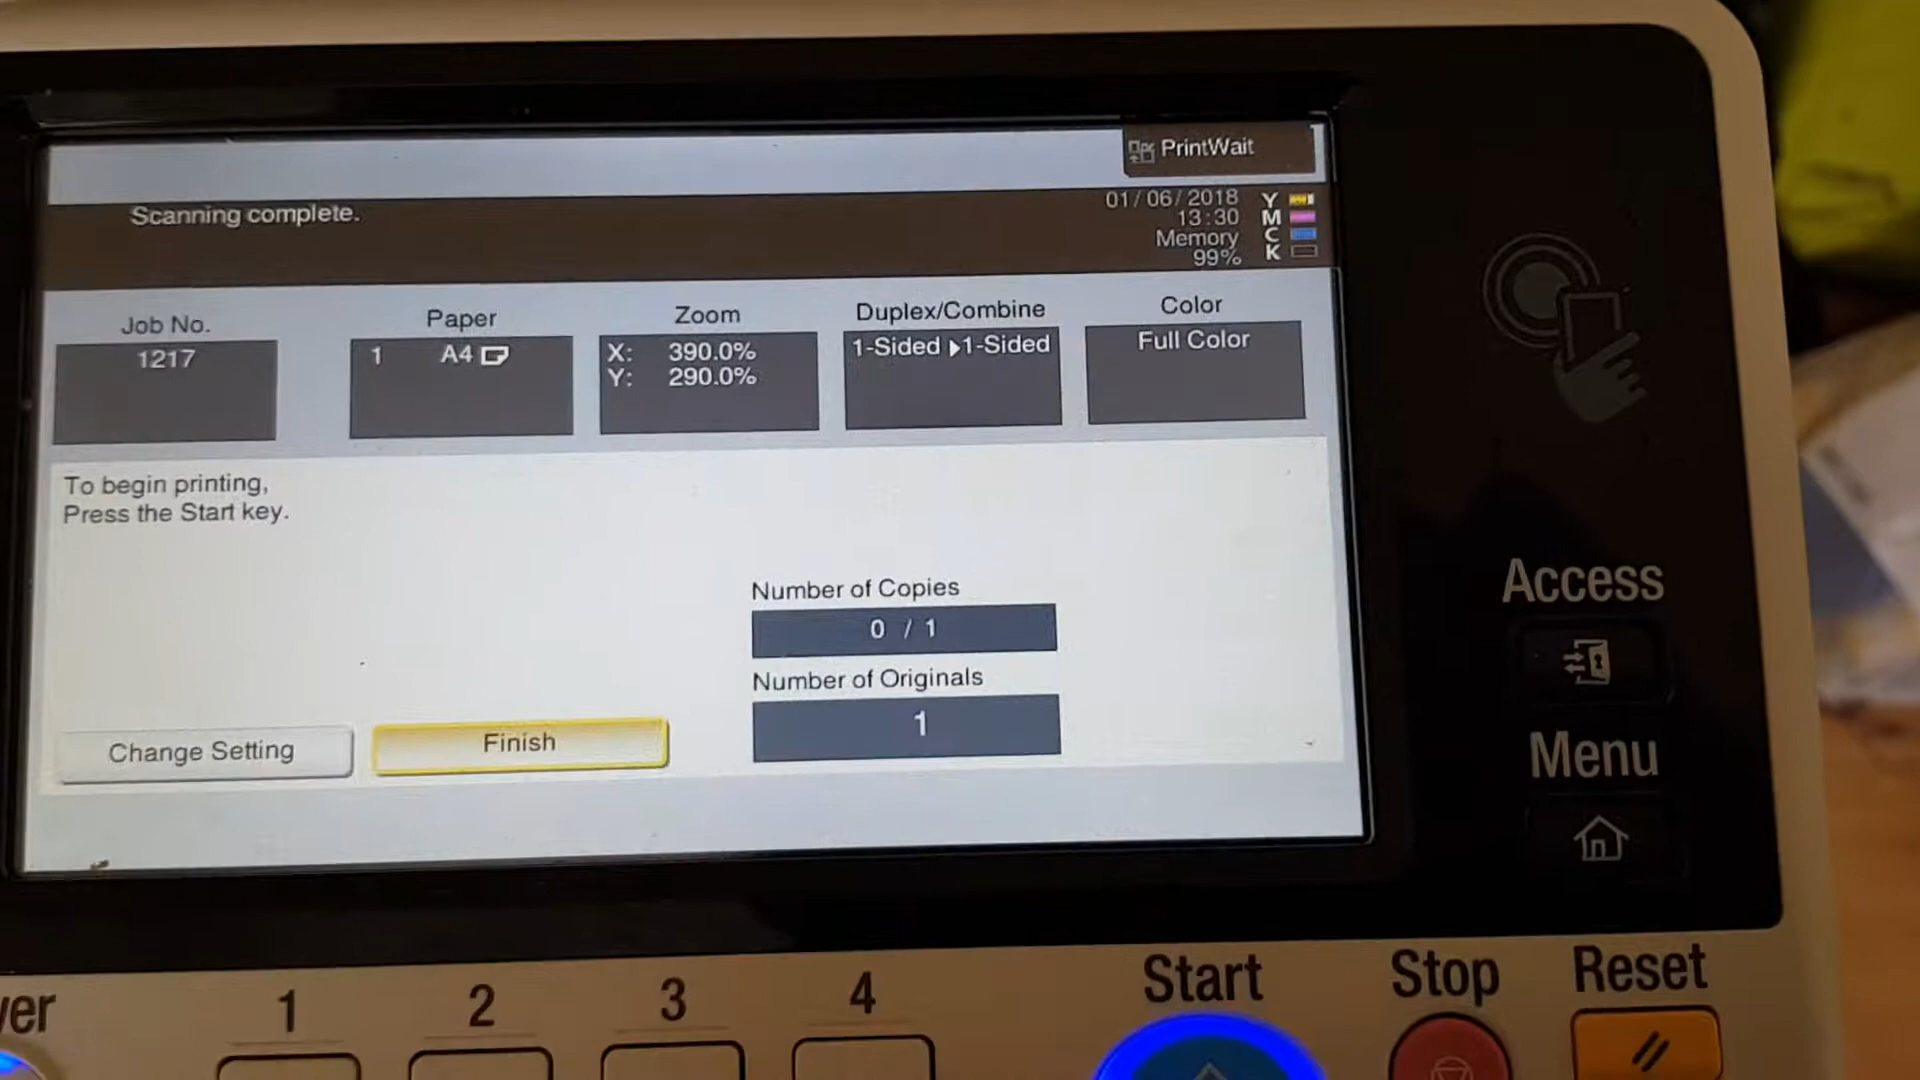 PrintWait
Scanning complete.
01/06/2018
13:30
Memory
99%
Y
M
C
K
Job No.
1217
Paper
1 A4
Zoom
X: 390.0%
Y: 290.0%
Duplex/Combine
1-Sided 1-Sided
Color
Full Color
To begin printing,
Press the Start key.
Number of Copies
0 / 1
Number of Originals
1
Change Setting
Finish
Access
Menu
1
2
3
4
Start
Stop
Reset